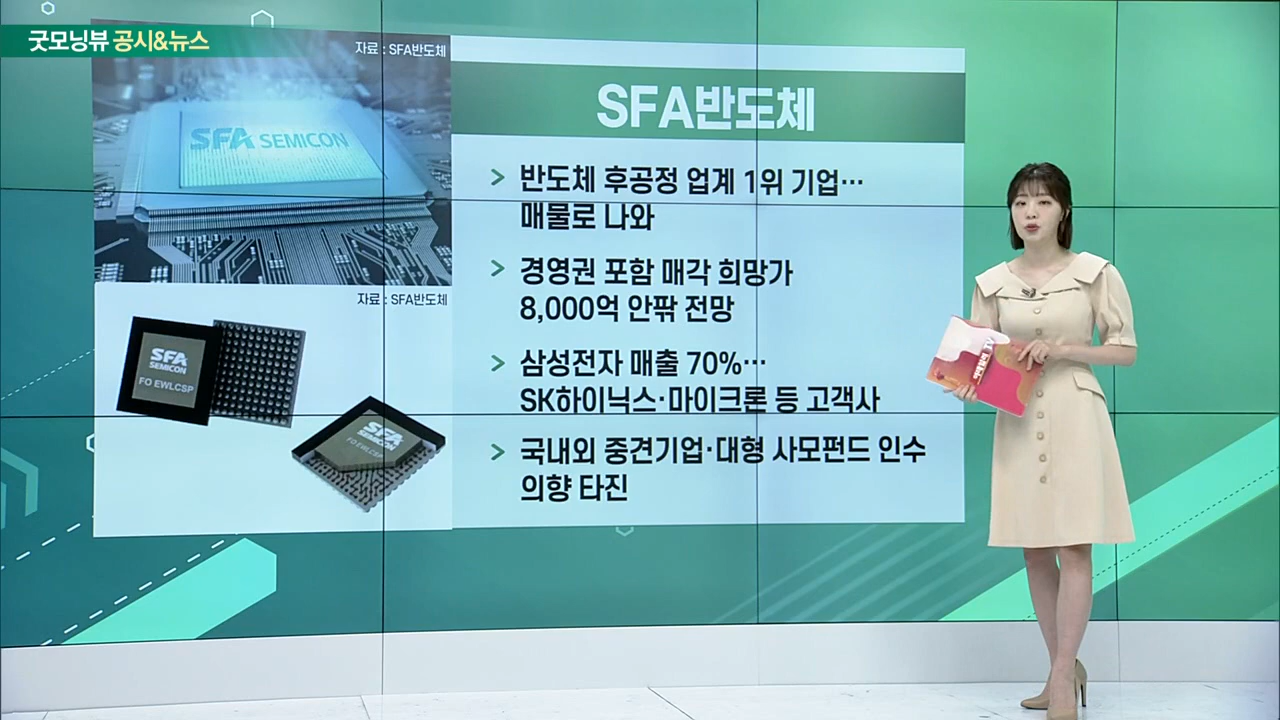 굿모닝뷰 공시&뉴스
자료 : SFA반도체
SFA SEMICON
자료 : SFA반도체
SFA
SEMICON
FO EWLCSP
SFA
SEMICON
FO EWLCSP
SFA반도체
> 반도체 후공정 업계 1위 기업…
매물로 나와
> 경영권 포함 매각 희망가
8,000억 안팎 전망
> 삼성전자 매출 70%…
SK하이닉스·마이크론 등 고객사
> 국내외 중견기업·대형 사모펀드 인수
의향 타진